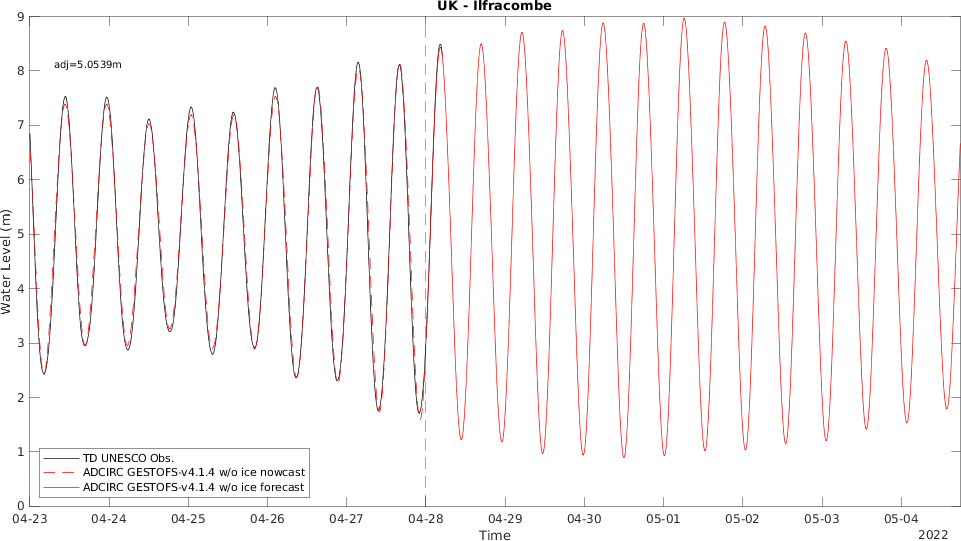 UK - Ilfracombe
adj=5.0539m
Water Level (m)
9
8
7
6
5
4
3
2
1
0
TD UNESCO Obs.
ADCIRC GESTOFS-v4.1.4 w/o ice nowcast
ADCIRC GESTOFS-v4.1.4 w/o ice forecast
04-23 04-24 04-25 04-26 04-27 04-28 04-29 04-30 05-01 05-02 05-03 05-04
Time
2022